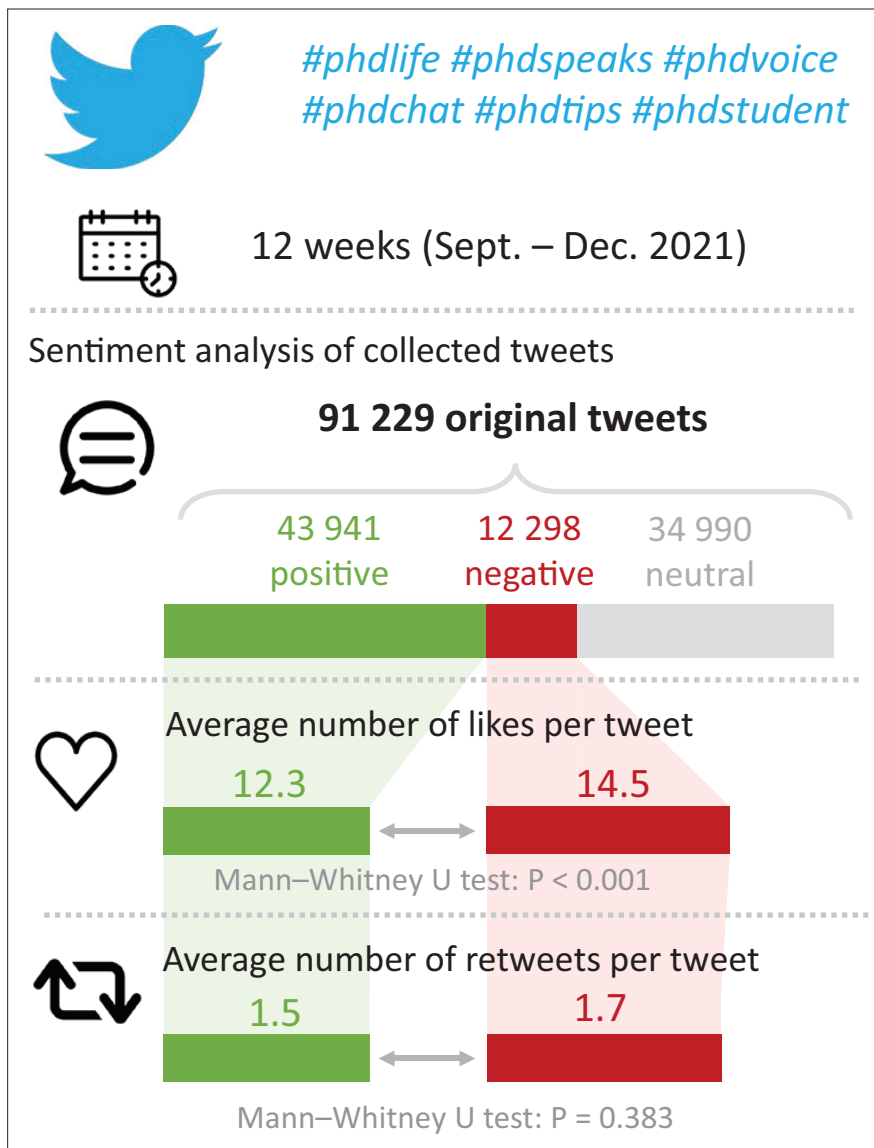 #phdlife #phdspeaks #phdvoice
#phdchat #phdtips #phdstudent
12 weeks (Sept. – Dec. 2021)
Sentiment analysis of collected tweets
91 229 original tweets
43 941 12 298 34 990
positive negative neutral
Average number of likes per tweet
12.3 14.5
Mann–Whitney U test: P < 0.001
Average number of retweets per tweet
1.5 1.7
Mann–Whitney U test: P = 0.383